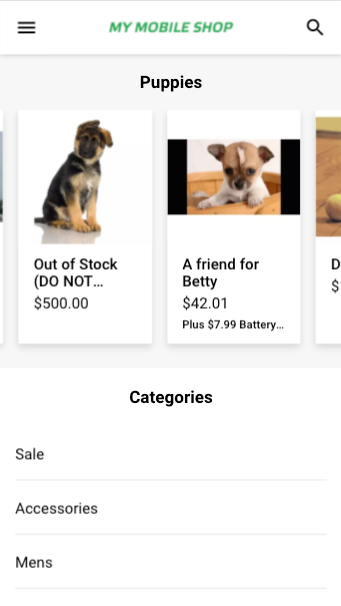 MY MOBILE SHOP
Puppies
Out of Stock
(DO NOT...
$500.00
A friend for
Betty
$42.01
Plus $7.99 Battery...
D
Categories
Sale
Accessories
Mens